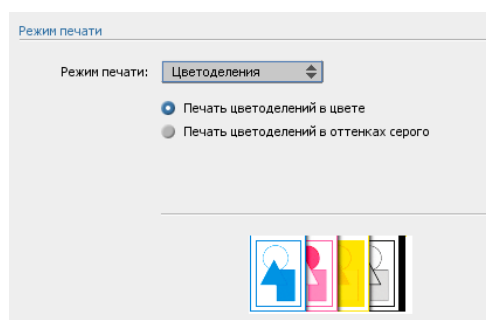 Режим печати
Режим печати: Цветоделения
Печать цветоделений в цвете
Печать цветоделений в оттенках серого